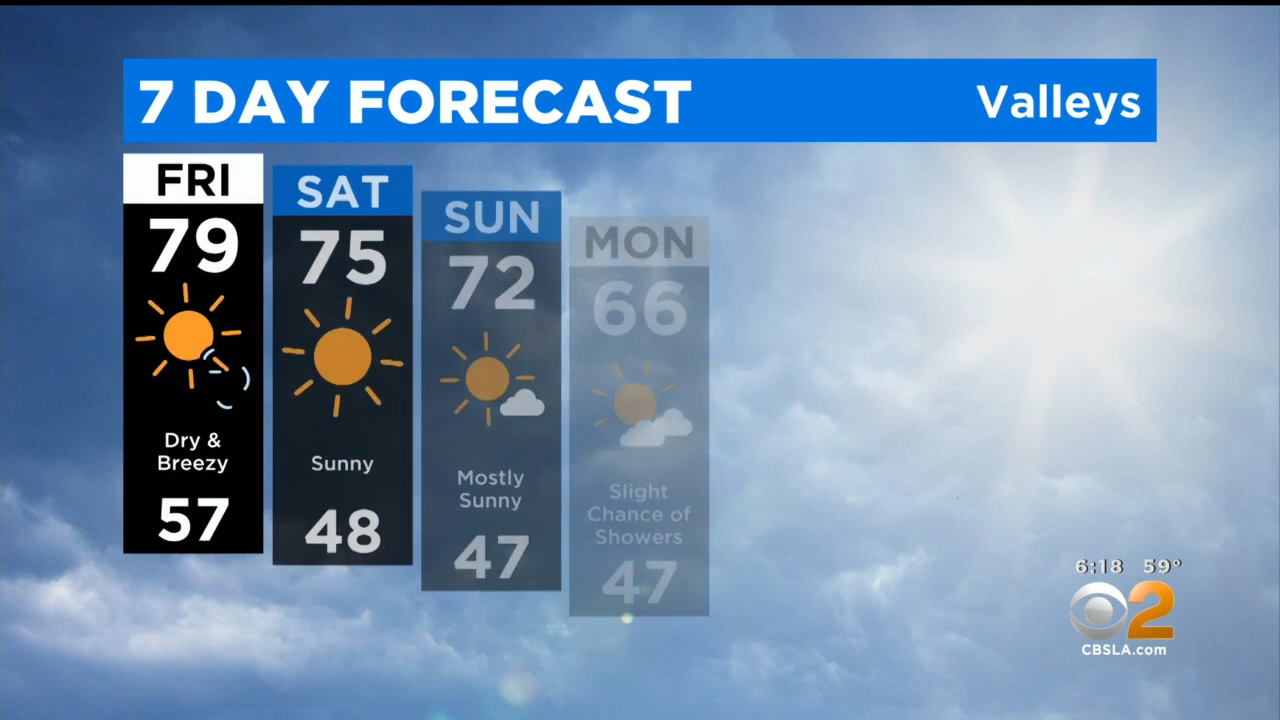 7 DAY FORECAST
Valleys
FRI
79
Dry &
Breezy
57
SAT
75
Sunny
48
SUN
72
Mostly
Sunny
47
MON
66
Slight
Chance of
Showers
47
6:18 59°
2
CBSLA.com